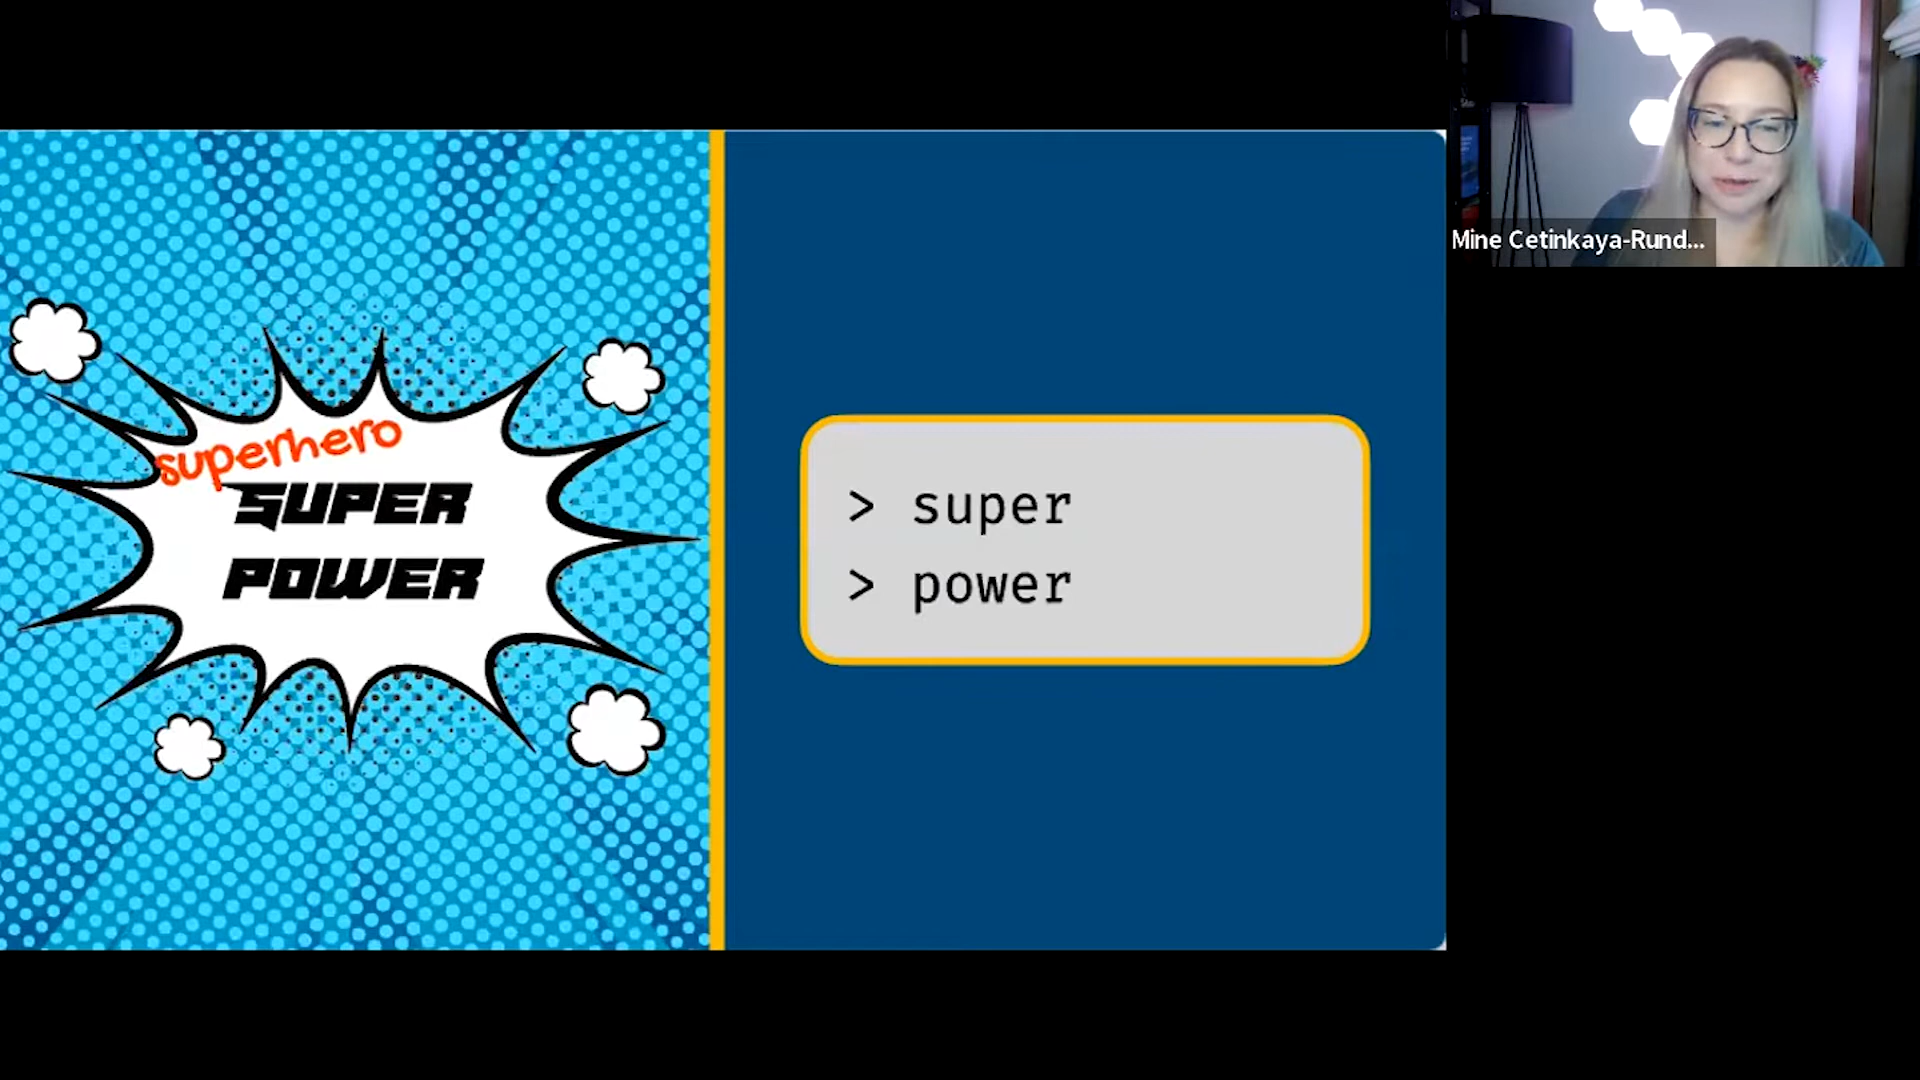 superhero
SUPER
POWER
> super
> power
Mine Cetinkaya-Rund...